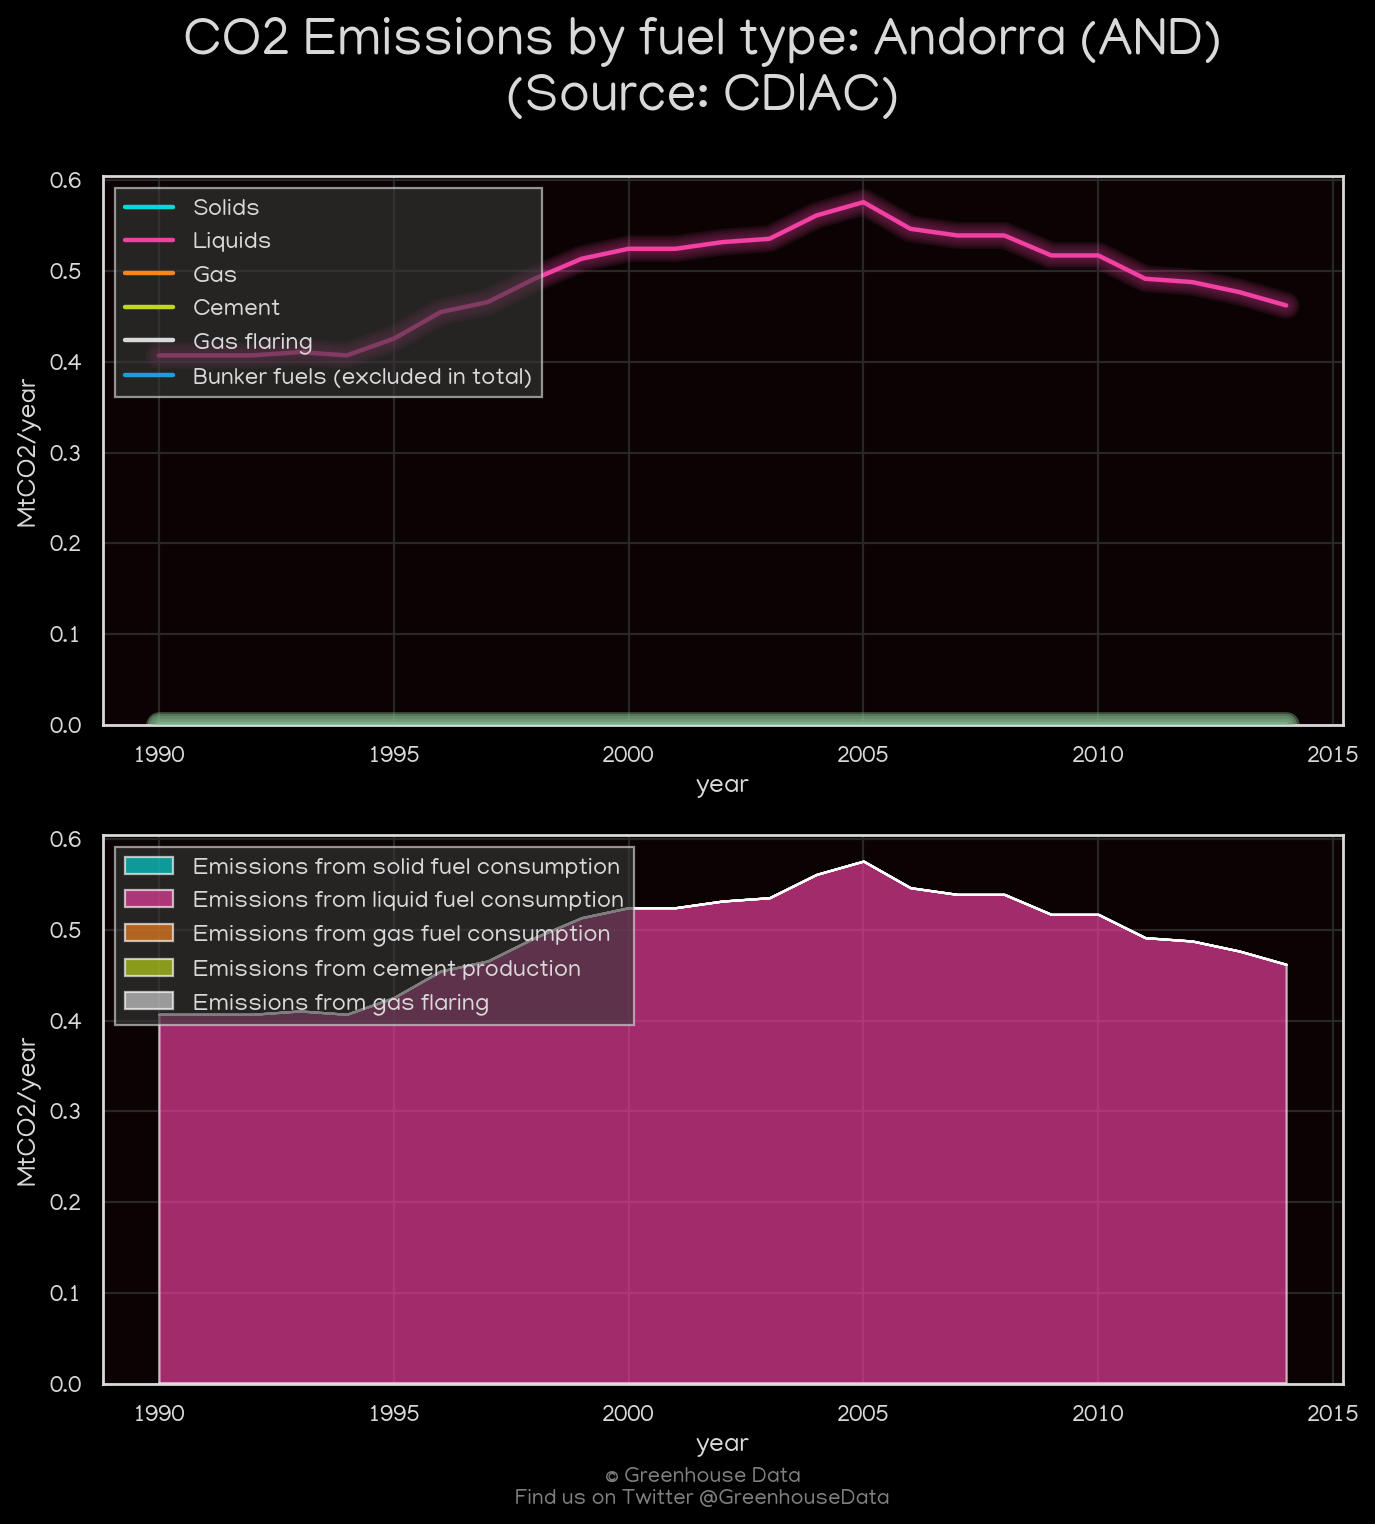 CO2 Emissions by fuel type: Andorra (AND)
(Source: CDIAC)
0.6
0.5
0.4
0.3
0.2
0.1
0.0
MtCO2/year
Solids
Liquids
Gas
Cement
Gas flaring
Bunker fuels (excluded in total)
1990 1995 2000 2005 2010 2015
year
0.6
0.5
0.4
0.3
0.2
0.1
0.0
MtCO2/year
Emissions from solid fuel consumption
Emissions from liquid fuel consumption
Emissions from gas fuel consumption
Emissions from cement production
Emissions from gas flaring
1990 1995 2000 2005 2010 2015
year
© Greenhouse Data
Find us on Twitter @GreenhouseData